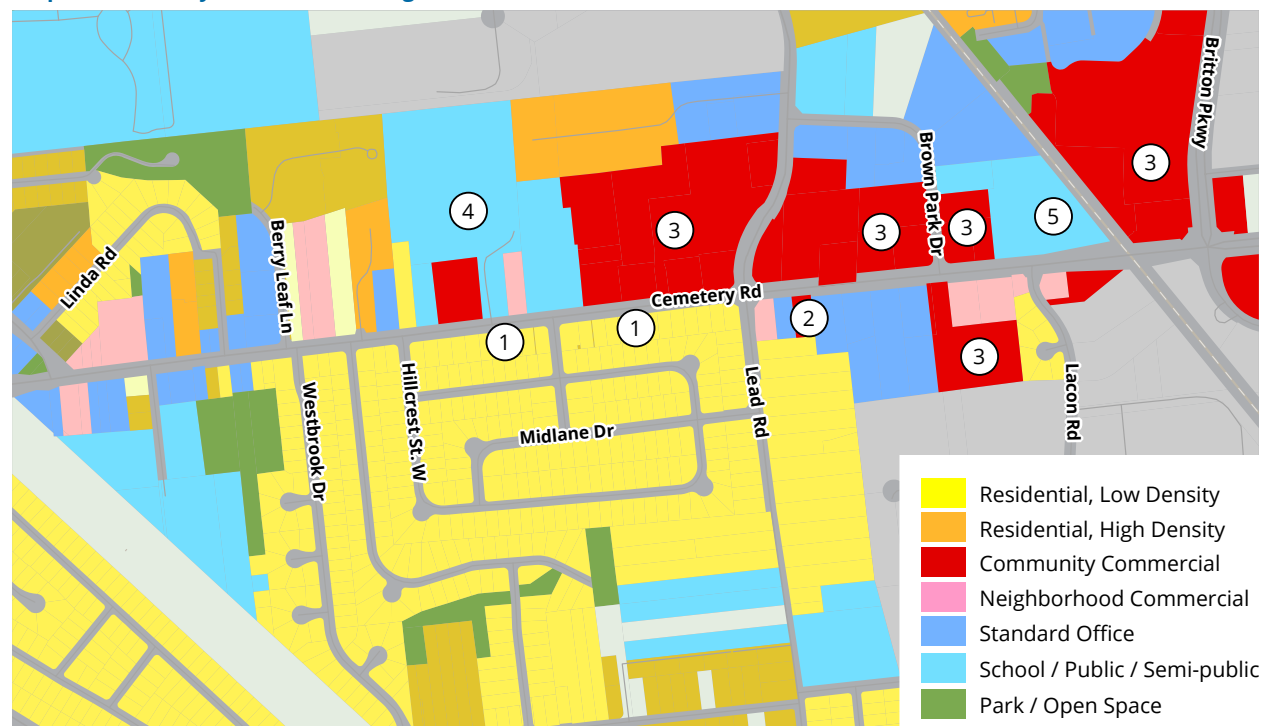 Britton Pkwy
Brown Park Dr
3
4
5
3
3
3
Berry Leaf Ln
Linda Rd
Cemetery Rd
1
1
2
3
Hillcrest St. W
Lead Rd
Lacon Rd
Westbrook Dr
Midlane Dr
Residential, Low Density
Residential, High Density
Community Commercial
Neighborhood Commercial
Standard Office
School / Public / Semi-public
Park / Open Space